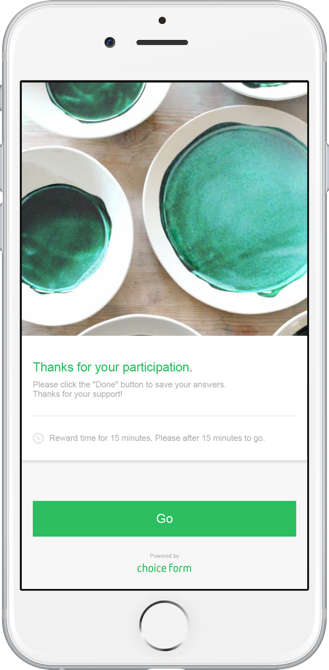 Thanks for your participation.
Please click the "Done" button to save your answers.
Thanks for your support!
Reward time for 15 minutes, Please after 15 minutes to go.
Go
Powered by
choice form